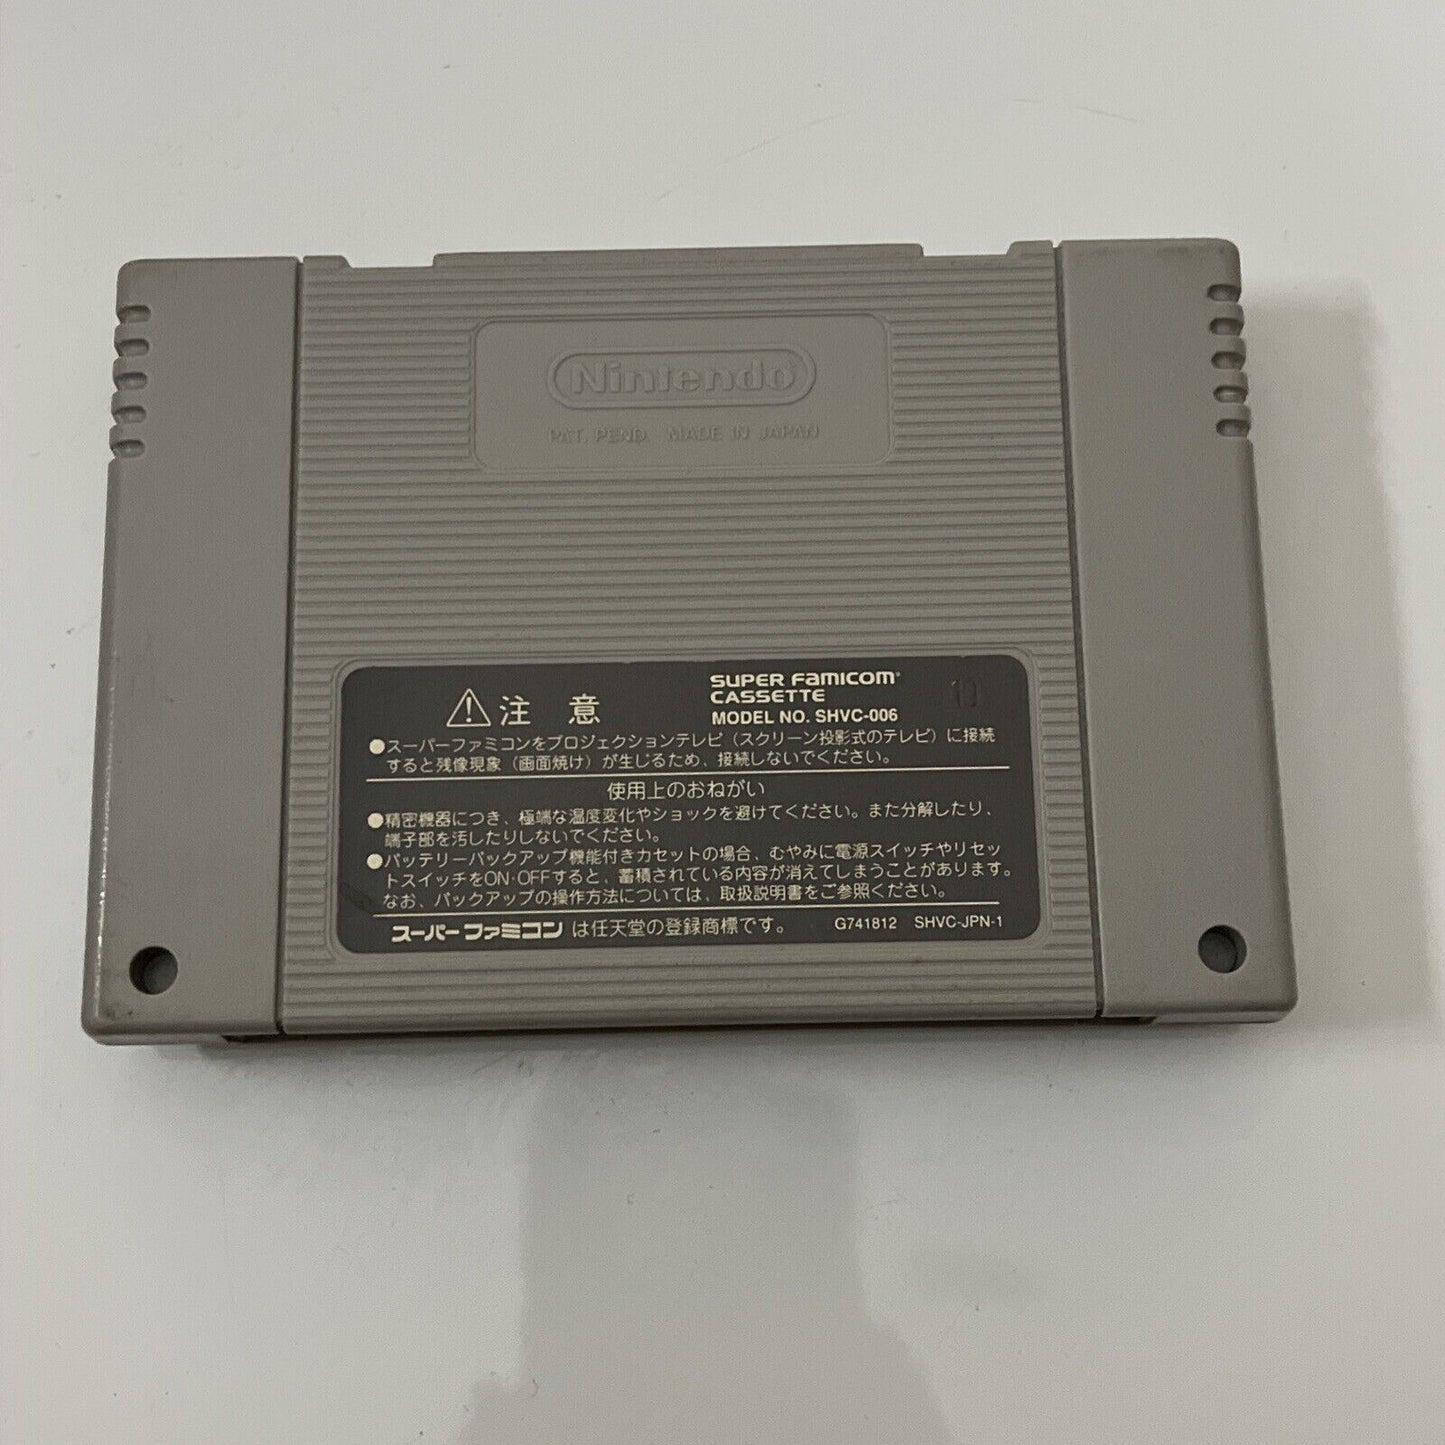 Nintendo
PAT. PEND. MADE IN JAPAN
注意
SUPER FAMICOM
CASSETTE
MODEL NO. SHVC-006
10
●スーパーファミコンをプロジェクションテレビ（スクリーン投影式のテレビ）に接続
すると残像現象（画面焼け）が生じるため、接続しないでください。
使用上のおねがい
●精密機器につき、極端な温度変化やショックを避けてください。また分解したり、
端子部を汚したりしないでください。
●バッテリーバックアップ機能付きカセットの場合、むやみに電源スイッチやリセッ
トスイッチをON・OFFすると、蓄積されている内容が消えてしまうことがあります。
なお、バックアップの操作方法については、取扱説明書をご参照ください。
スーパーファミコンは任天堂の登録商標です。 G741812 SHVC-JPN-1